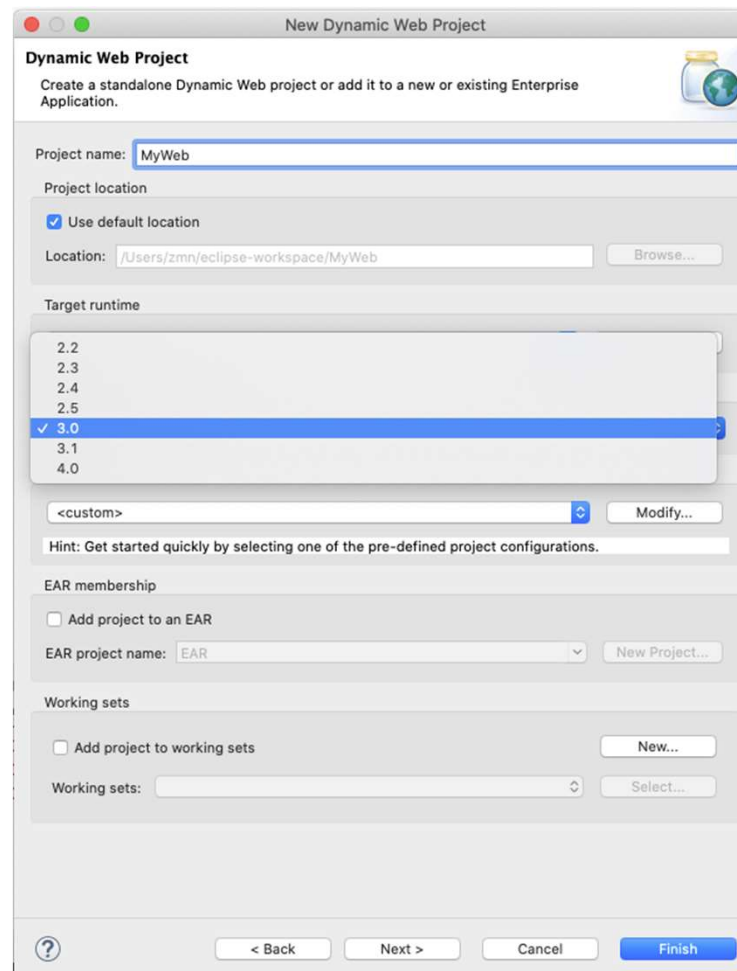 New Dynamic Web Project
Dynamic Web Project
Create a standalone Dynamic Web project or add it to a new or existing Enterprise
Application.
Project name: MyWeb
Project location
Use default location
Location: /Users/zmn/eclipse-workspace/MyWeb Browse...
Target runtime
2.2
2.3
2.4
2.5
3.0
3.1
4.0
<custom> Modify...
Hint: Get started quickly by selecting one of the pre-defined project configurations.
EAR membership
Add project to an EAR
EAR project name: EAR New Project...
Working sets
Add project to working sets New...
Working sets: Select...
? < Back Next > Cancel Finish